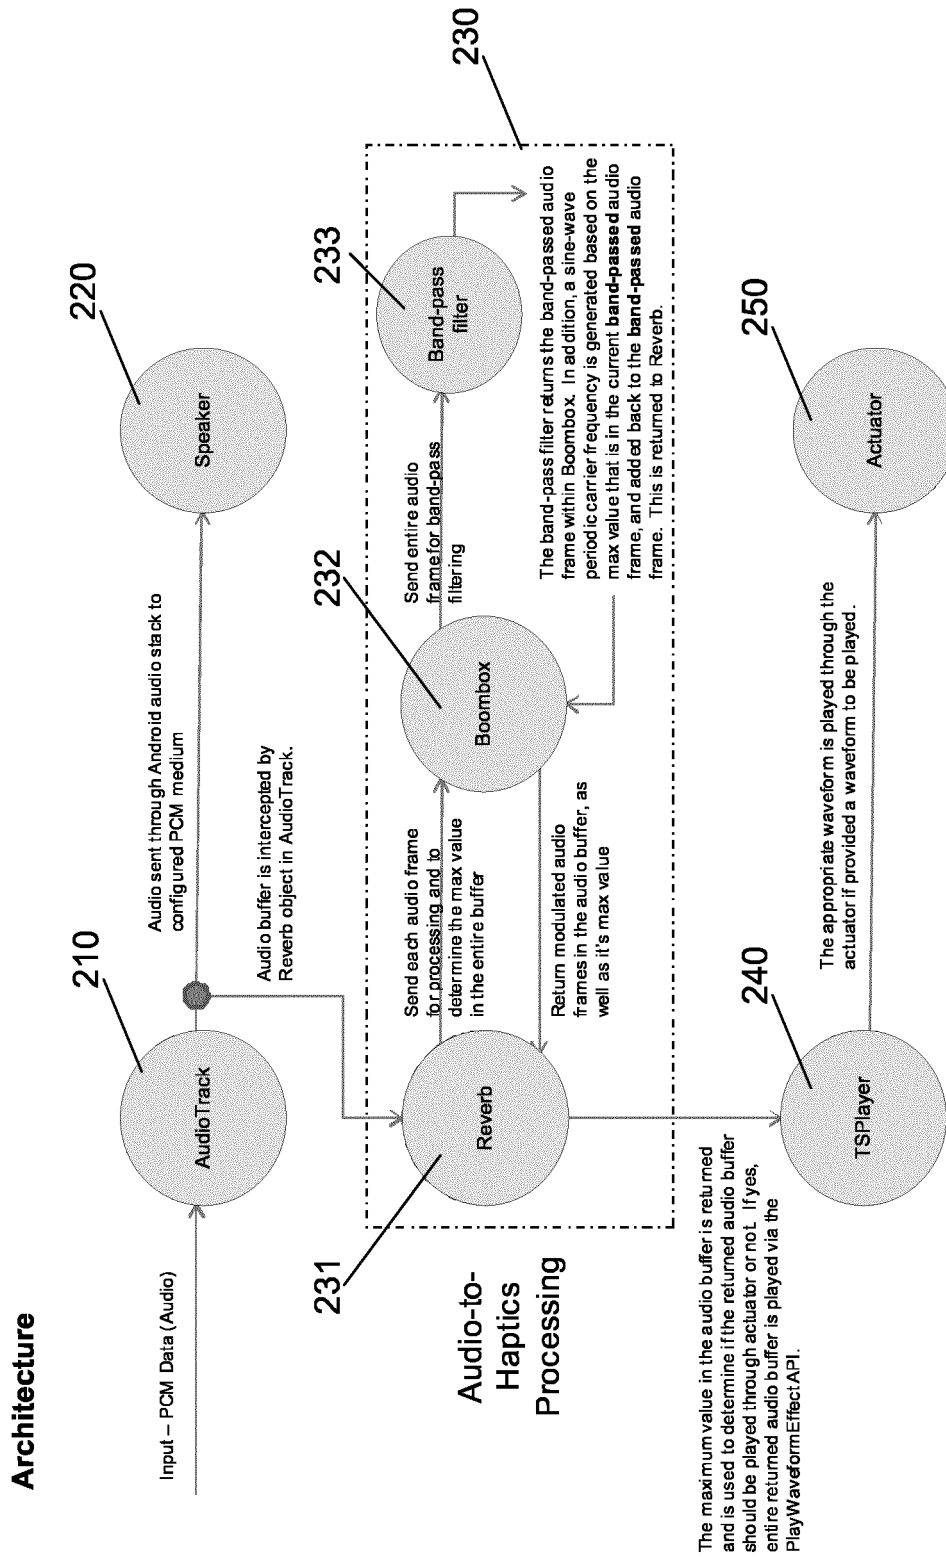 Architecture
Input – PCM Data (Audio)
210
AudioTrack
Audio sent through Android audio stack to
configured PCM medium
220
Speaker
Audio buffer is intercepted by
Reverb object in AudioTrack.
230
Audio-to-
Haptics
Processing
231
Reverb
Send each audio frame
for processing and to
determine the max value
in the entire buffer
Return modulated audio
frames in the audio buffer, as
well as it's max value
232
Boombox
Send entire audio
frame for band-pass
filtering
233
Band-pass
filter
The band-pass filter returns the band-passed audio
frame within Boombox. In addition, a sine-wave
periodic carrier frequency is generated based on the
max value that is in the current band-passed audio
frame, and added back to the band-passed audio
frame. This is returned to Reverb.
The maximum value in the audio buffer is returned
and is used to determine if the returned audio buffer
should be played through actuator or not. If yes,
entire returned audio buffer is played via the
PlayWaveformEffect API.
240
TSPlayer
The appropriate waveform is played through the
actuator if provided a waveform to be played.
250
Actuator